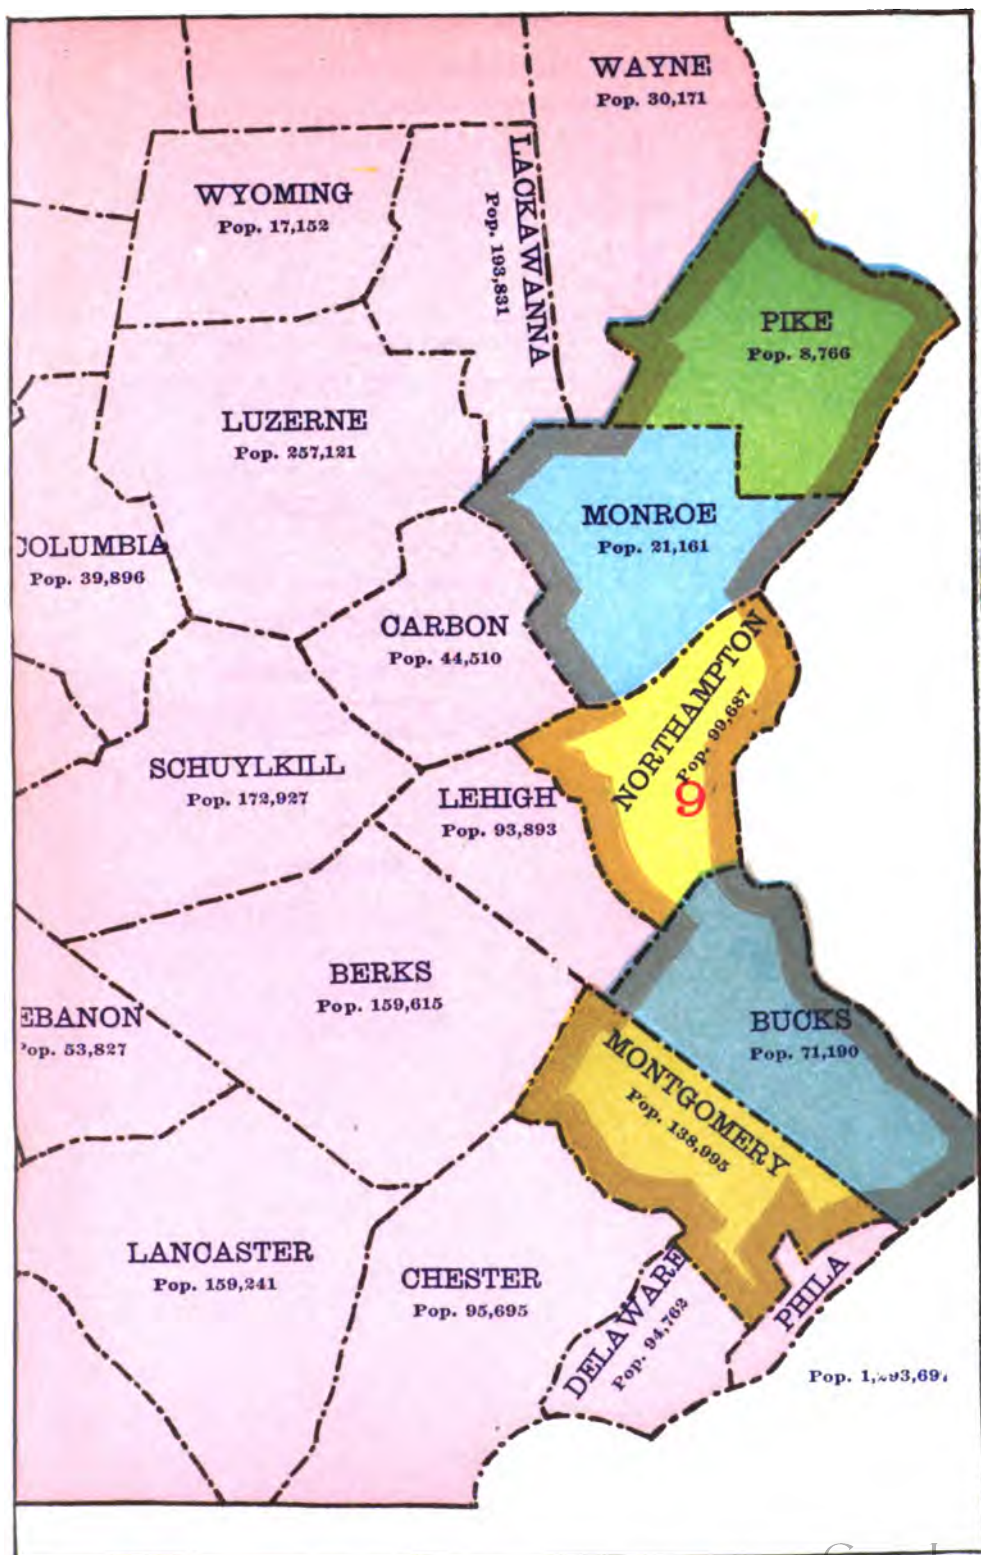 WAYNE
Pop. 30,171
WYOMING
Pop. 17,152
LACKAWANNA
Pop. 193,831
PIKE
Pop. 8,766
LUZERNE
Pop. 257,121
MONROE
Pop. 21,161
COLUMBIA
Pop. 39,896
CARBON
Pop. 44,510
NORTHAMPTON
Pop. 99,687
9
SCHUYLKILL
Pop. 172,927
LEHIGH
Pop. 93,893
BERKS
Pop. 159,615
EBANON
Pop. 53,827
BUCKS
Pop. 71,190
MONTGOMERY
Pop. 138,995
LANCASTER
Pop. 159,241
CHESTER
Pop. 95,695
DELAWARE
Pop. 94,762
PHILA
Pop.